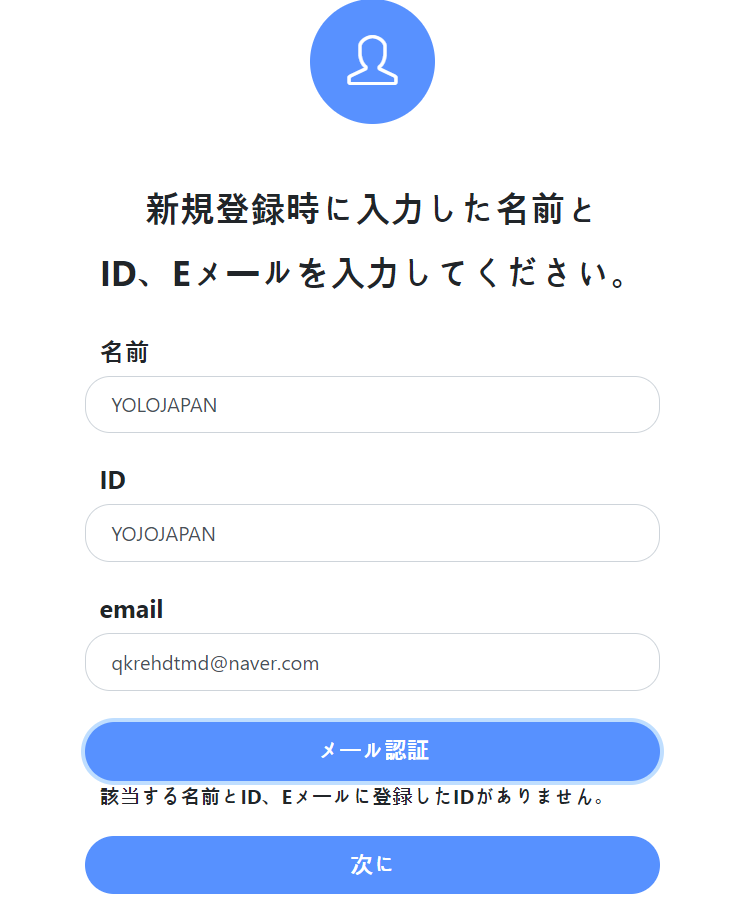 新規登録時に入力した名前と
ID、Eメールを入力してください。
名前
YOLOJAPAN
ID
YOJOJAPAN
email
qkrehdtmd@naver.com
メール認証
該当する名前とID、Eメールに登録したIDがありません。
次に